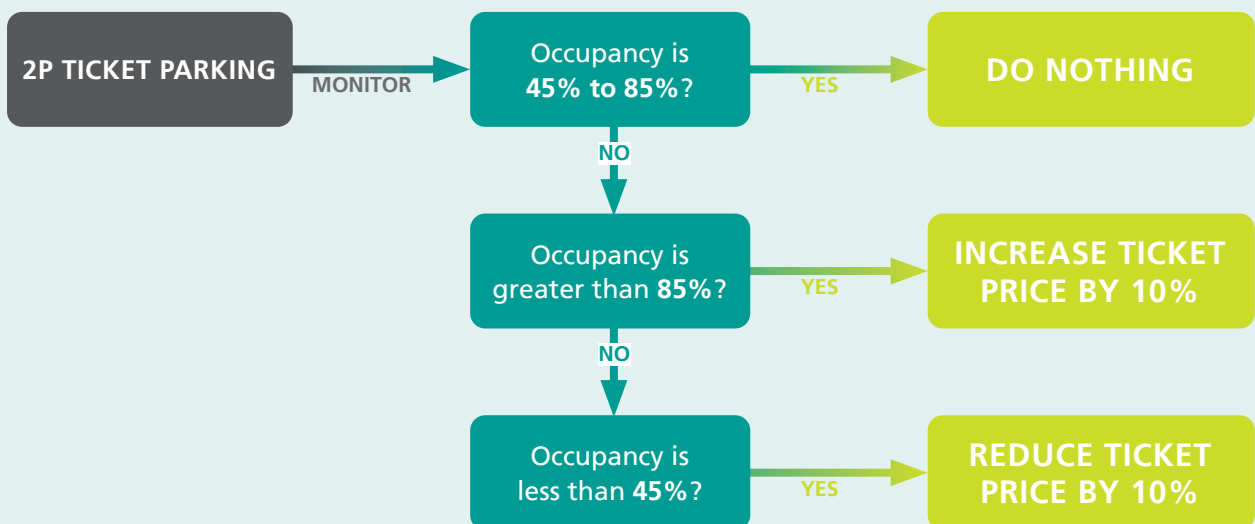 2P TICKET PARKING
MONITOR
Occupancy is
45% to 85%?
YES
DO NOTHING
NO
Occupancy is
greater than 85%?
YES
INCREASE TICKET
PRICE BY 10%
NO
Occupancy is
less than 45%?
YES
REDUCE TICKET
PRICE BY 10%